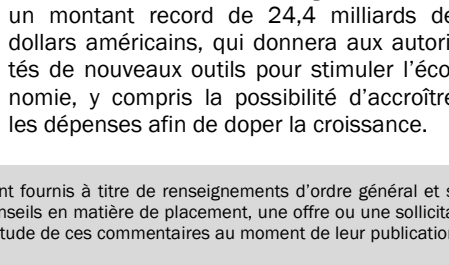 un montant record de 24,4 milliards de
dollars américains, qui donnera aux autori
tés de nouveaux outils pour stimuler l'éco
nomie, y compris la possibilité d'accroître
les dépenses afin de doper la croissance.
nt fournis à titre de renseignements d'ordre général et s
nseils en matière de placement, une offre ou une sollicita
tude de ces commentaires au moment de leur publication